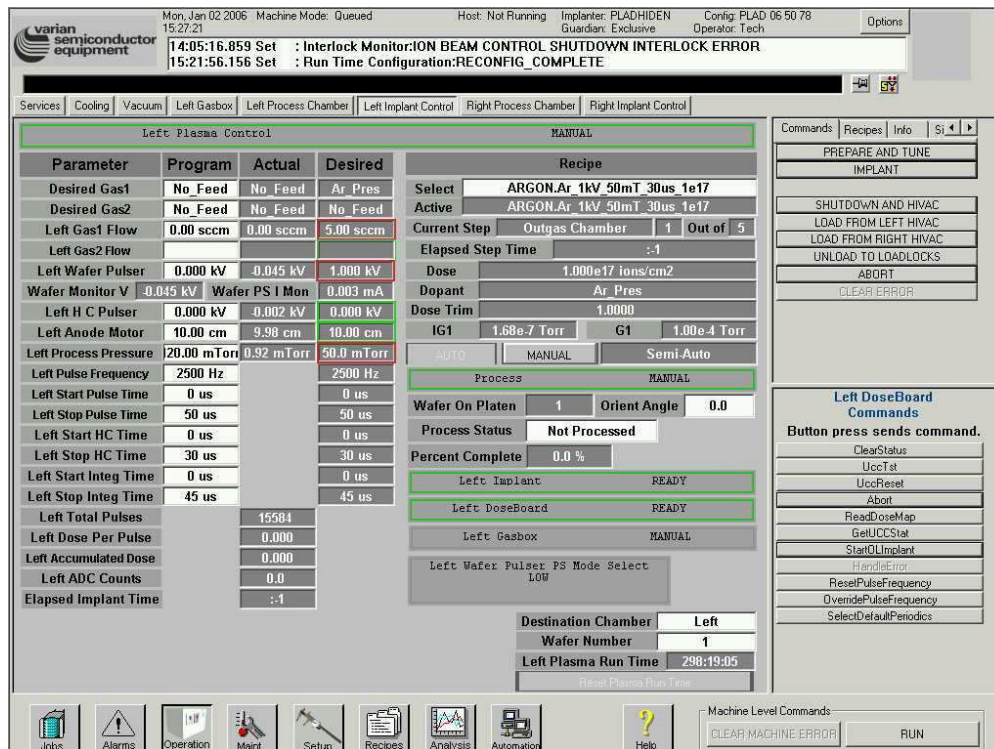 varian semiconductor equipment
Mon, Jan 02 2006 Machine Mode: Queued Host: Not Running Implanter: PLADHIDEN Config: PLAD 06 50 78
15:27:21 Guardian: Exclusive Operator: Tech
Options
14:05:16.859 Set : Interlock Monitor:ION BEAM CONTROL SHUTDOWN INTERLOCK ERROR
15:21:56.156 Set : Run Time Configuration:RECONFIG_COMPLETE
Services Cooling Vacuum Left Gasbox Left Process Chamber Left Implant Control Right Process Chamber Right Implant Control
Left Plasma Control MANUAL
Parameter Program Actual Desired
Desired Gas1 No_Feed No_Feed Ar_Pres
Desired Gas2 No_Feed No_Feed No_Feed
Left Gas1 Flow 0.00 sccm 0.00 sccm 5.00 sccm
Left Gas2 Flow
Left Wafer Pulser 0.000 kV -0.045 kV 1.000 kV
Wafer Monitor V -0.045 kV Wafer PS I Mon 0.003 mA
Left H C Pulser 0.000 kV -0.002 kV 0.000 kV
Left Anode Motor 10.00 cm 9.98 cm 10.00 cm
Left Process Pressure 120.00 mTorr 0.92 mTorr 50.0 mTorr
Left Pulse Frequency 2500 Hz 2500 Hz
Left Start Pulse Time 0 us 0 us
Left Stop Pulse Time 50 us 50 us
Left Start HC Time 0 us 0 us
Left Stop HC Time 30 us 30 us
Left Start Integ Time 0 us 0 us
Left Stop Integ Time 45 us 45 us
Left Total Pulses 15584
Left Dose Per Pulse 0.000
Left Accumulated Dose 0.000
Left ADC Counts 0.0
Elapsed Implant Time :-1
Recipe
Select ARGON.Ar_1kV_50mT_30us_1e17
Active ARGON.Ar_1kV_50mT_30us_1e17
Current Step Outgas Chamber 1 Out of 5
Elapsed Step Time :-1
Dose 1.000e17 ions/cm2
Dopant Ar_Pres
Dose Trim 1.0000
IG1 1.68e-7 Torr G1 1.00e-4 Torr
AUTO MANUAL Semi-Auto
Process MANUAL
Wafer On Platen 1 Orient Angle 0.0
Process Status Not Processed
Percent Complete 0.0 %
Left Implant READY
Left DoseBoard READY
Left Gasbox MANUAL
Left Wafer Pulser PS Mode Select
LOW
Destination Chamber Left
Wafer Number 1
Left Plasma Run Time 298:19:05
Reset Plasma Run Time
Commands Recipes Info Si
PREPARE AND TUNE
IMPLANT
SHUTDOWN AND HIVAC
LOAD FROM LEFT HIVAC
LOAD FROM RIGHT HIVAC
UNLOAD TO LOADLOCKS
ABORT
CLEAR ERROR
Left DoseBoard
Commands
Button press sends command.
ClearStatus
UccTst
UccReset
Abort
ReadDoseMap
GetUCCStat
StartOLImplant
HandleError
ResetPulseFrequency
OverridePulseFrequency
SelectDefaultPeriodics
Jobs Alarms Operation Maint Setup Recipes Analysis Automation Help
Machine Level Commands
CLEAR MACHINE ERROR RUN